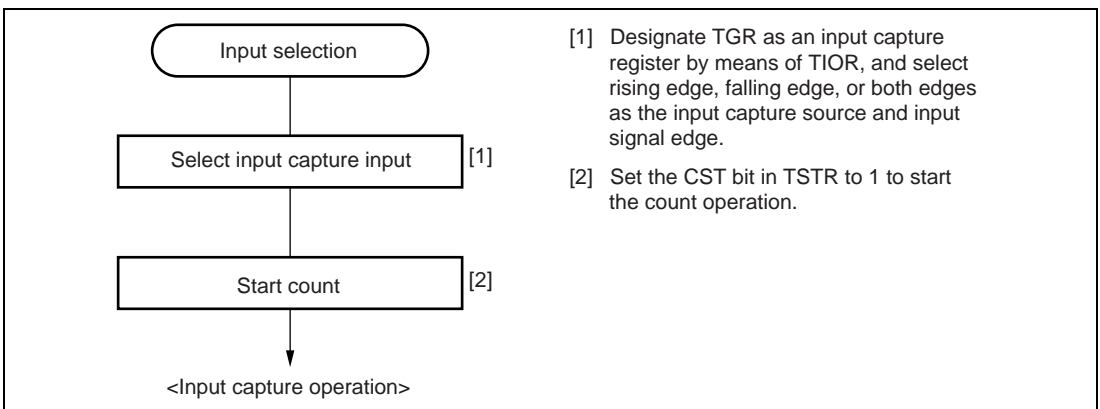 Input selection
Select input capture input
[1]
Start count
[2]
<Input capture operation>
[1] Designate TGR as an input capture
register by means of TIOR, and select
rising edge, falling edge, or both edges
as the input capture source and input
signal edge.
[2] Set the CST bit in TSTR to 1 to start
the count operation.